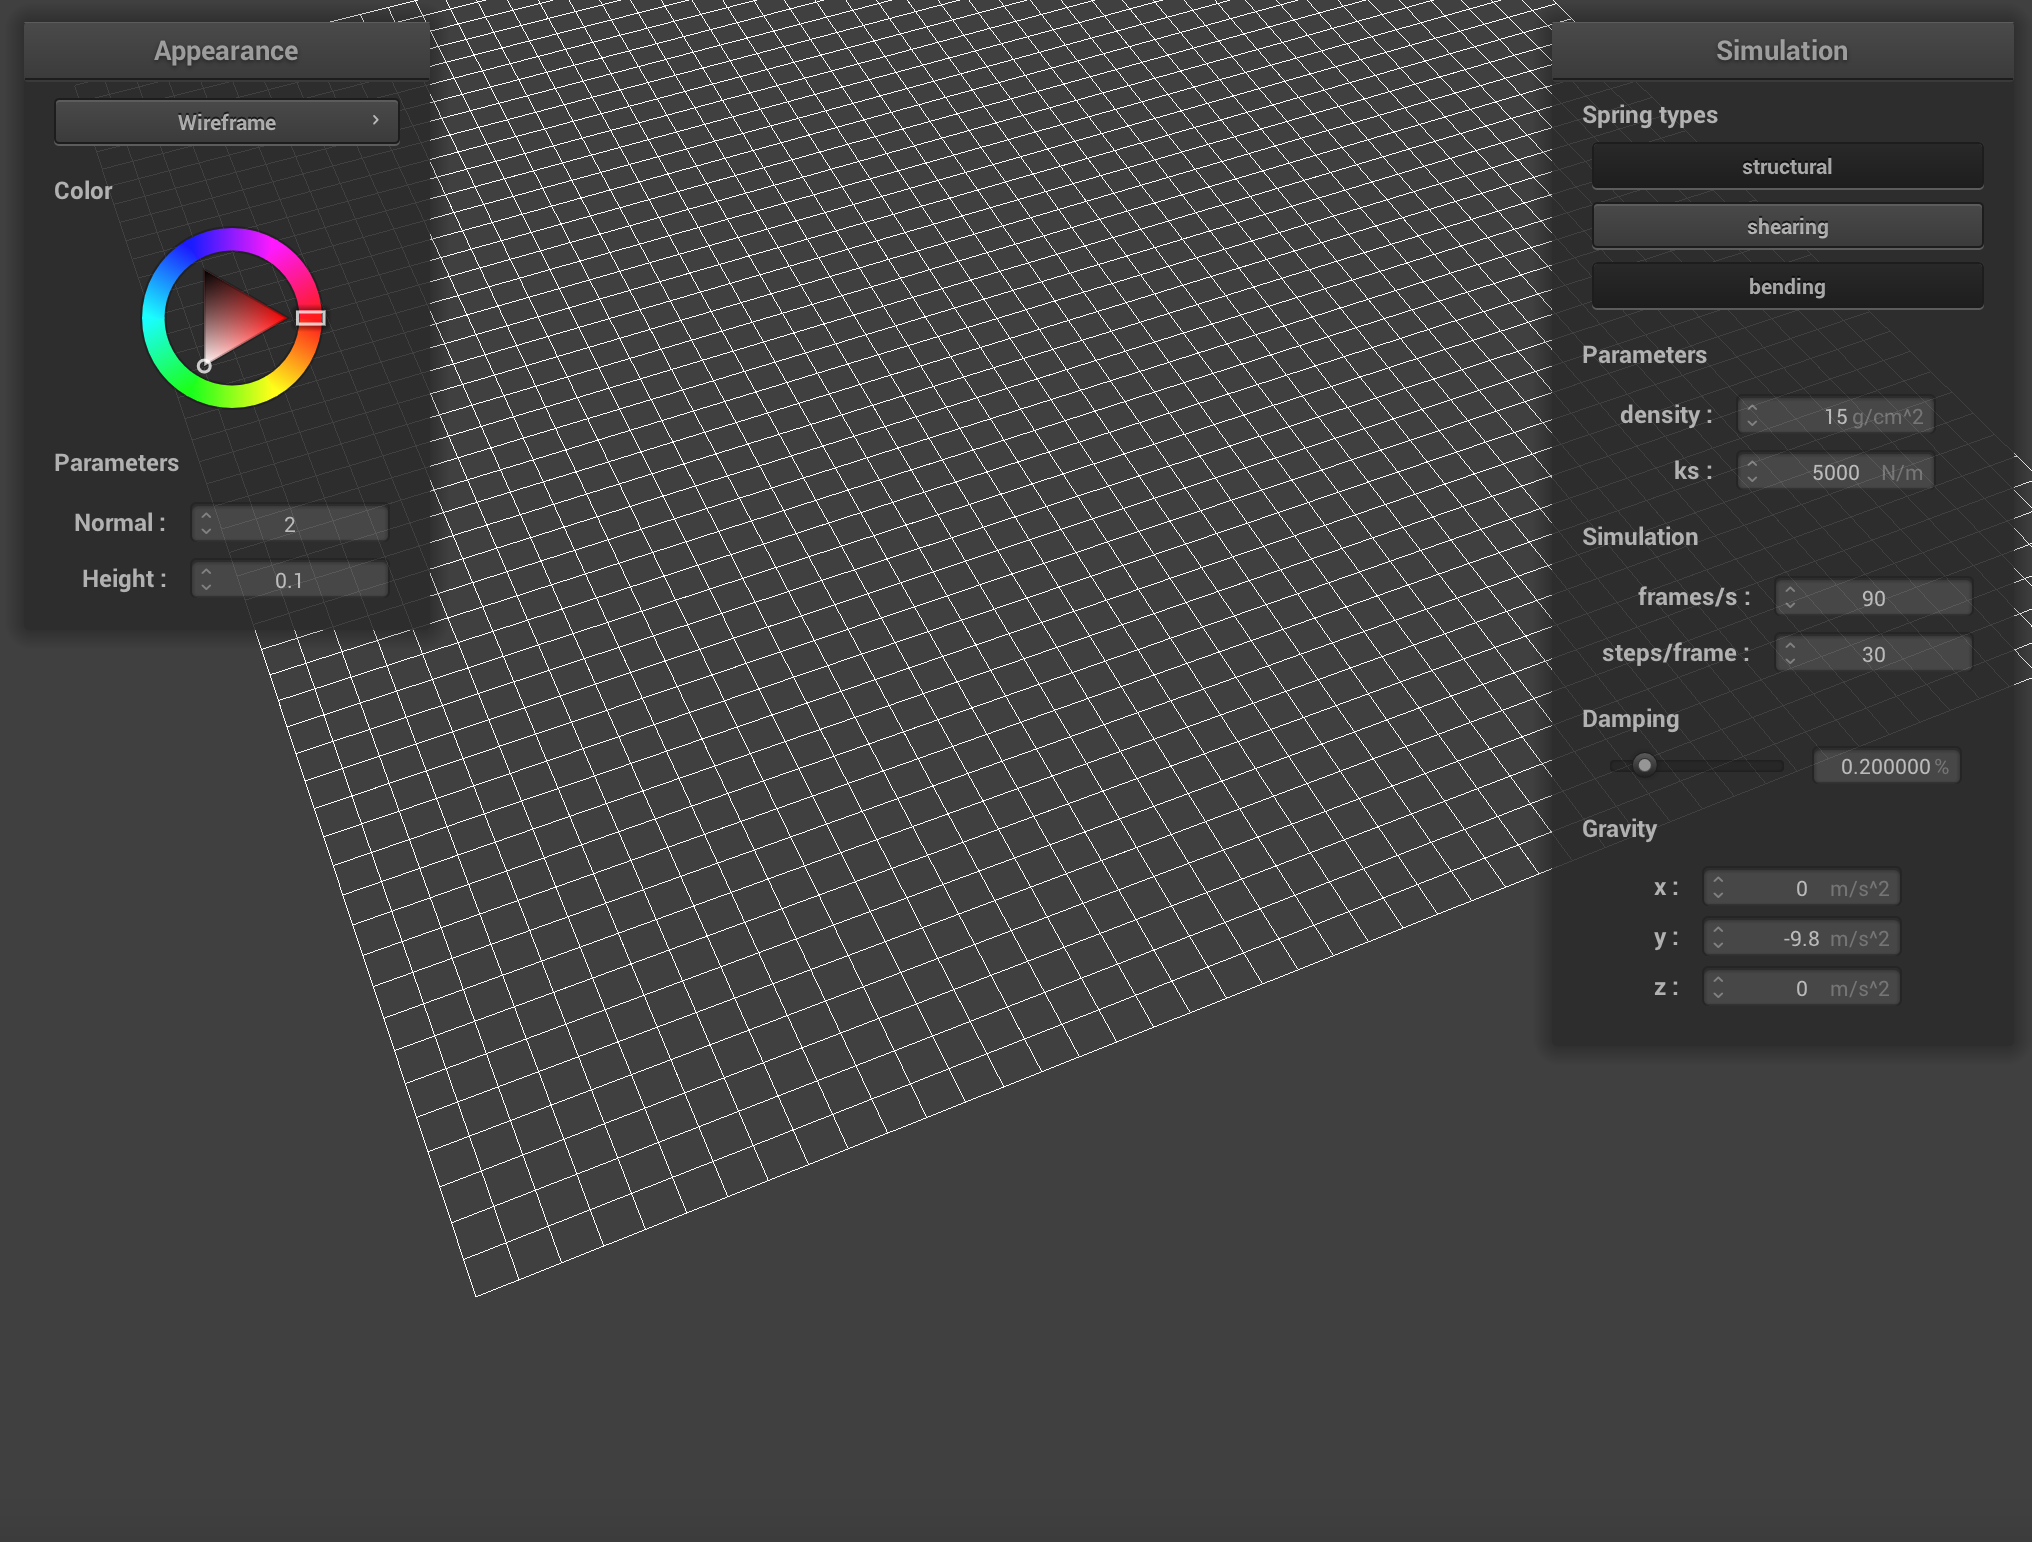 Appearance
Wireframe ›
Color
Parameters
Normal : 2
Height : 0.1
Simulation
Spring types
structural
shearing
bending
Parameters
density : 15 g/cm^2
ks : 5000 N/m
Simulation
frames/s : 90
steps/frame : 30
Damping
0.200000 %
Gravity
x : 0 m/s^2
y : -9.8 m/s^2
z : 0 m/s^2